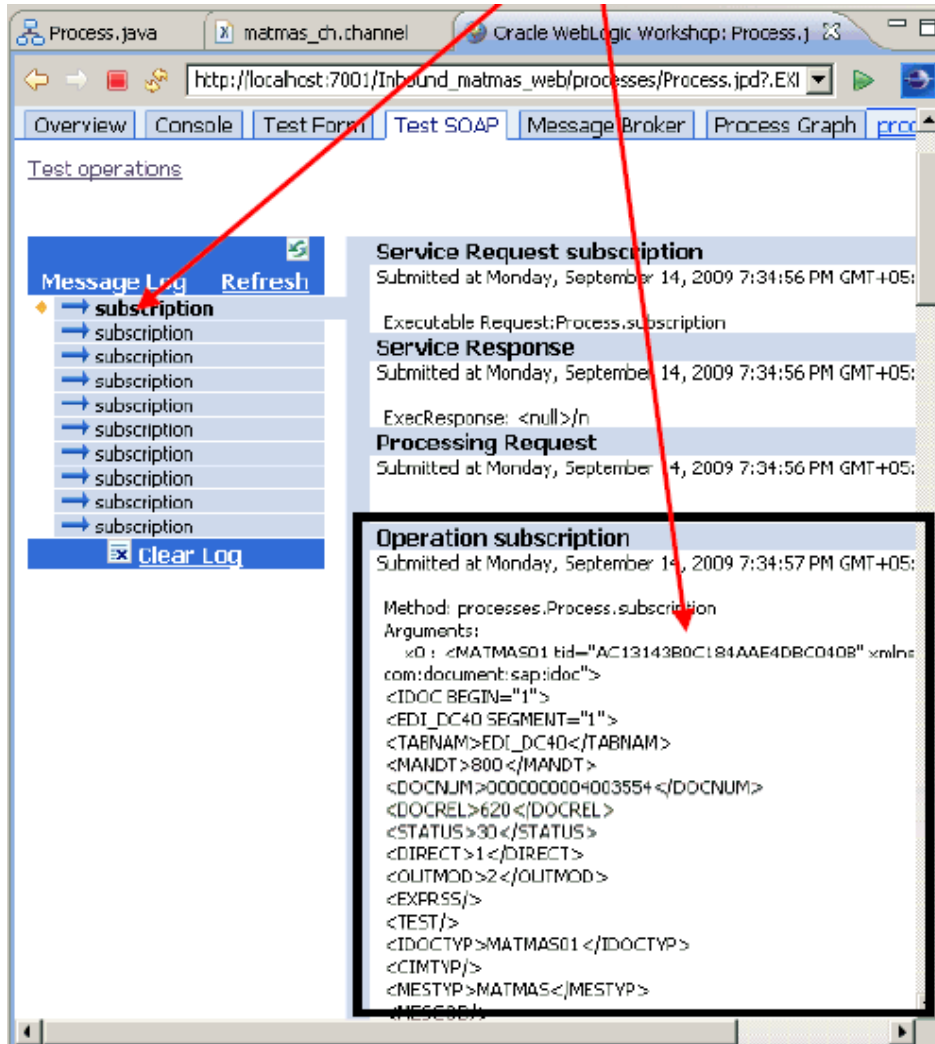 Process.java matmas_ch.channel Oracle WebLogic Workshop: Process.j
http://localhost:7001/Inbound_matmas_web/processes/Process.jpd?.EXI
Overview Console Test Form Test SOAP Message Broker Process Graph proc
Test operations
Message Log Refresh
subscription
subscription
subscription
subscription
subscription
subscription
subscription
subscription
subscription
subscription
Clear Log
Service Request subscription
Submitted at Monday, September 14, 2009 7:34:56 PM GMT+05:
Executable Request:Process.subscription
Service Response
Submitted at Monday, September 14, 2009 7:34:56 PM GMT+05:
ExecResponse: <null>/n
Processing Request
Submitted at Monday, September 14, 2009 7:34:56 PM GMT+05:
Operation subscription
Submitted at Monday, September 14, 2009 7:34:57 PM GMT+05:
Method: processes.Process.subscription
Arguments:
x0 : <MATMAS01 tid="AC13143B0C184AAE4DBC0408" xmlns
com:document:sap:idoc">
<IDOC BEGIN="1">
<EDI_DC40 SEGMENT="1">
<TABNAM>EDI_DC40</TABNAM>
<MANDT>800</MANDT>
<DOCNUM>0000000004003554</DOCNUM>
<DOCREL>620</DOCREL>
<STATUS>30</STATUS>
<DIRECT>1</DIRECT>
<OUTMOD>2</OUTMOD>
<EXPRSS/>
<TEST/>
<IDOCTYP>MATMAS01</IDOCTYP>
<CIMTYP/>
<MESTYP>MATMAS</MESTYP>
<MESCOD/>